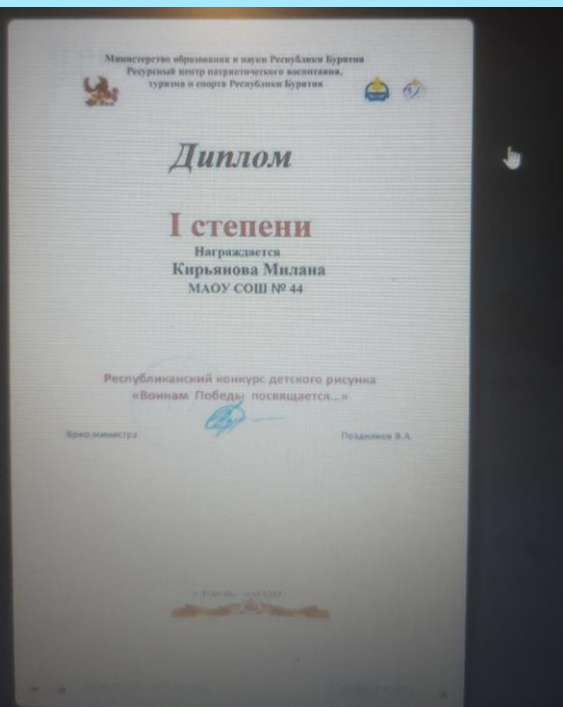 Министерство образования и науки Республики Бурятия
Ресурсный центр патриотического воспитания,
туризма и спорта Республики Бурятия
Диплом
I степени
Награждается
Кирьянова Милана
МАОУ СОШ № 44
Республиканский конкурс детского рисунка
«Воинам Победы посвящается...»
Врио министра
Поздняков В.А.